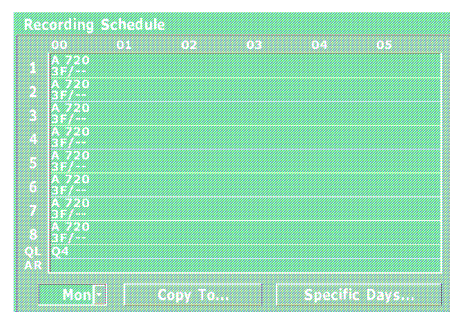 Recording Schedule
00 01 02 03 04 05
1 A 720
3F/--
2 A 720
3F/--
3 A 720
3F/--
4 A 720
3F/--
5 A 720
3F/--
6 A 720
3F/--
7 A 720
3F/--
8 A 720
3F/--
QL Q4
AR
Mon Copy To... Specific Days...